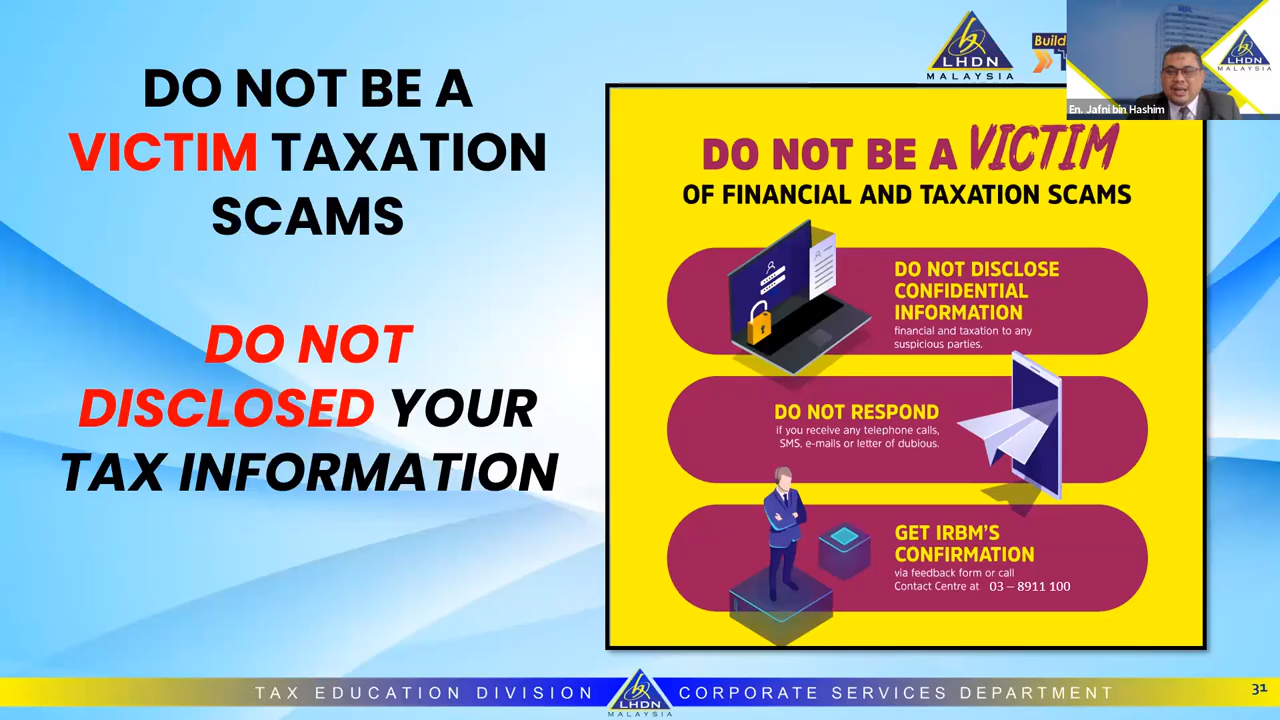 DO NOT BE A
VICTIM TAXATION
SCAMS
DO NOT
DISCLOSED YOUR
TAX INFORMATION
LHDN
MALAYSIA
Build
LHDN
MALAYSIA
En. Jafni bin Hashim
DO NOT BE A VICTIM
OF FINANCIAL AND TAXATION SCAMS
DO NOT DISCLOSE
CONFIDENTIAL
INFORMATION
financial and taxation to any
suspicious parties.
DO NOT RESPOND
if you receive any telephone calls,
SMS, e-mails or letter of dubious.
GET IRBM'S
CONFIRMATION
via feedback form or call
Contact Centre at 03 – 8911 100
TAX EDUCATION DIVISION
LHDN
MALAYSIA
CORPORATE SERVICES DEPARTMENT
31